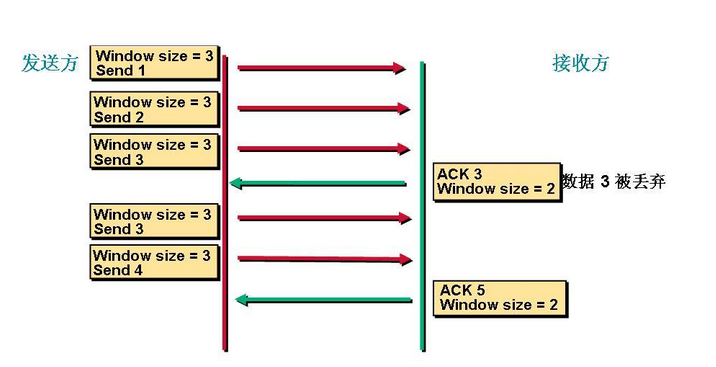 发送方
Window size = 3
Send 1
接收方
Window size = 3
Send 2
Window size = 3
Send 3
ACK 3
Window size = 2
数据 3 被丢弃
Window size = 3
Send 3
Window size = 3
Send 4
ACK 5
Window size = 2